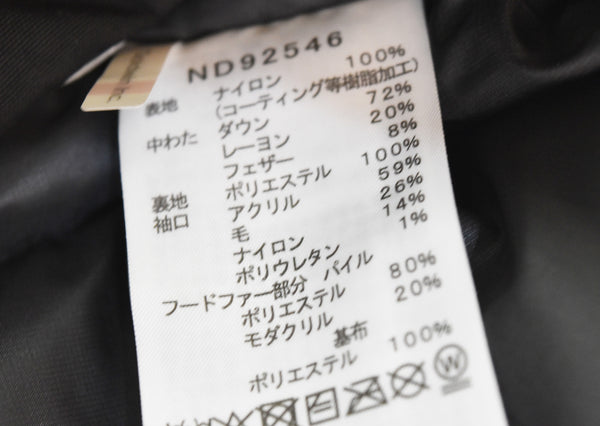 ND92546
表地 ナイロン 100%
(コーティング等樹脂加工)
中わた ダウン 72%
レーヨン 20%
フェザー 8%
裏地 ポリエステル 100%
袖口 アクリル 59%
毛 26%
ナイロン 14%
ポリウレタン 1%
フードファー部分 パイル
ポリエステル 80%
モダクリル 20%
基布
ポリエステル 100%
W